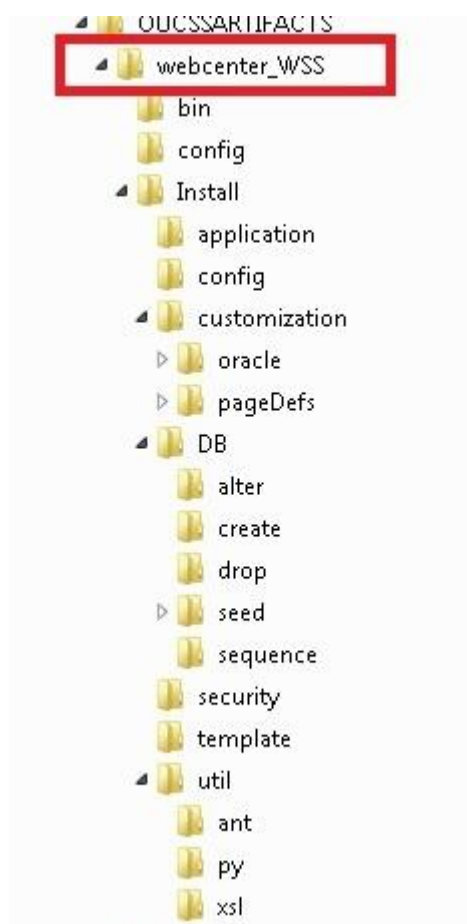 OUCSSARTIFACTS
webcenter_WSS
bin
config
Install
application
config
customization
oracle
pageDefs
DB
alter
create
drop
seed
sequence
security
template
util
ant
py
xsl